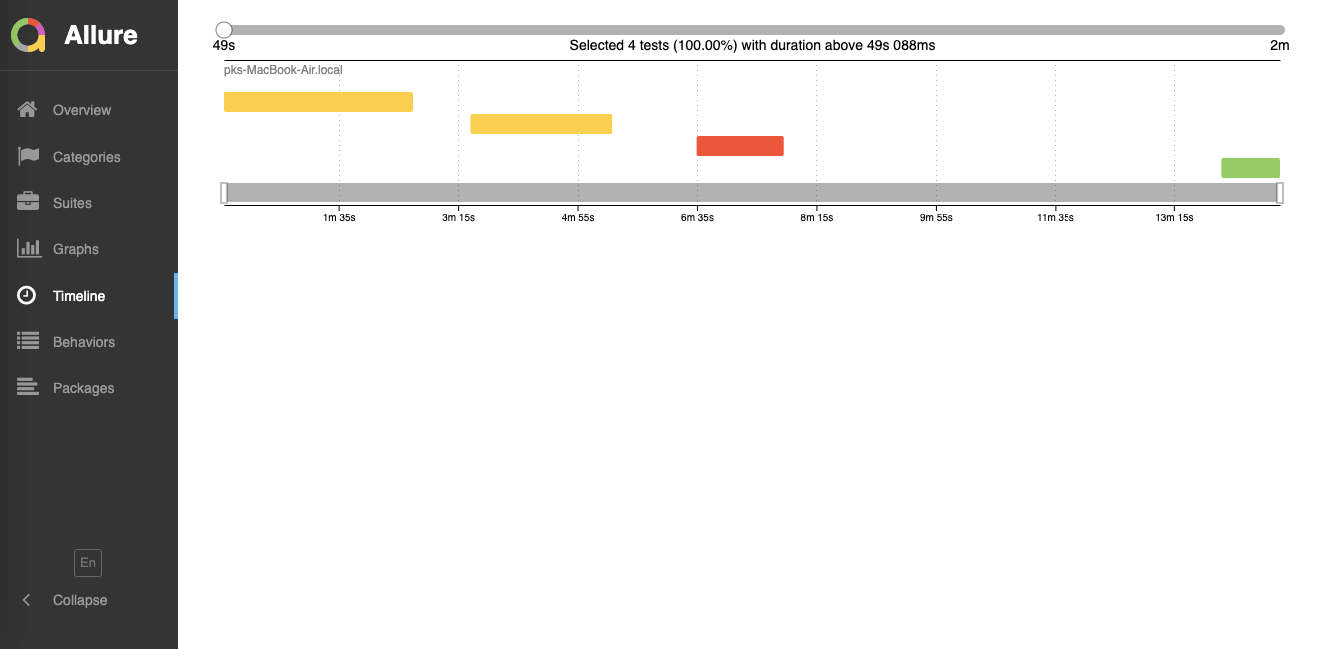 Allure
Overview
Categories
Suites
Graphs
Timeline
Behaviors
Packages
En
Collapse
49s
Selected 4 tests (100.00%) with duration above 49s 088ms
2m
pks-MacBook-Air.local
1m 35s
3m 15s
4m 55s
6m 35s
8m 15s
9m 55s
11m 35s
13m 15s